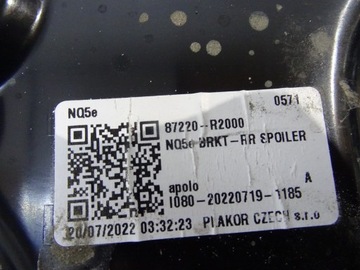 NQ5e
0571
87220--R2000
NQ5e BRKT-RR SPOILER
apolo
A
I080-20220719-1185
20/07/2022 03:32:23 PLAKOR CZECH s.r.o